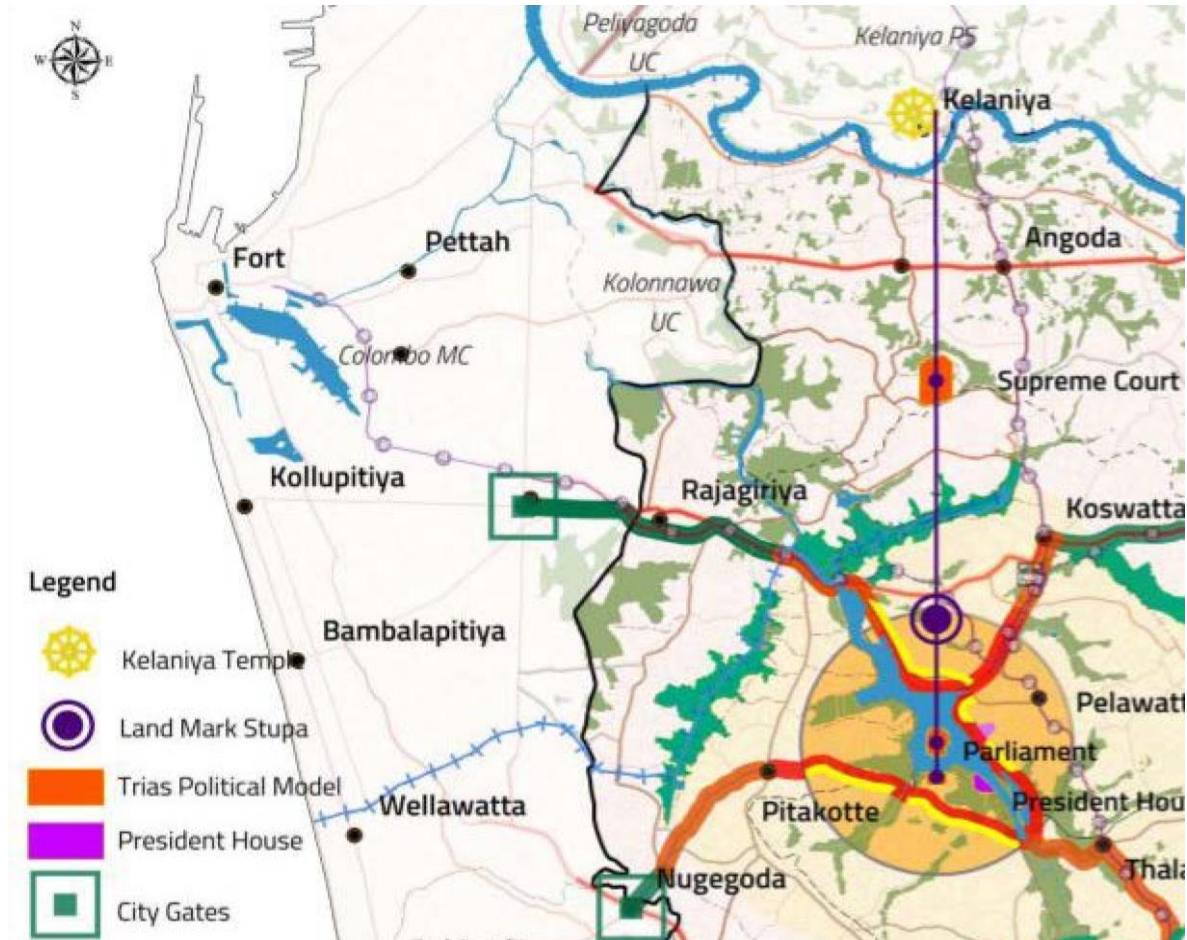 N
W
E
S
Peliyagoda
UC
Kelaniya PS
Kelaniya
Fort
Pettah
Angoda
Kolonnawa
UC
Colombo MC
Supreme Court
Kollupitiya
Rajagiriya
Koswatta
Legend
Bambalapitiya
Kelaniya Temple
Land Mark Stupa
Pelawatt
Parliament
Trias Political Model
Wellawatta
Pitakotte
President Hou
President House
Thala
Nugegoda
City Gates